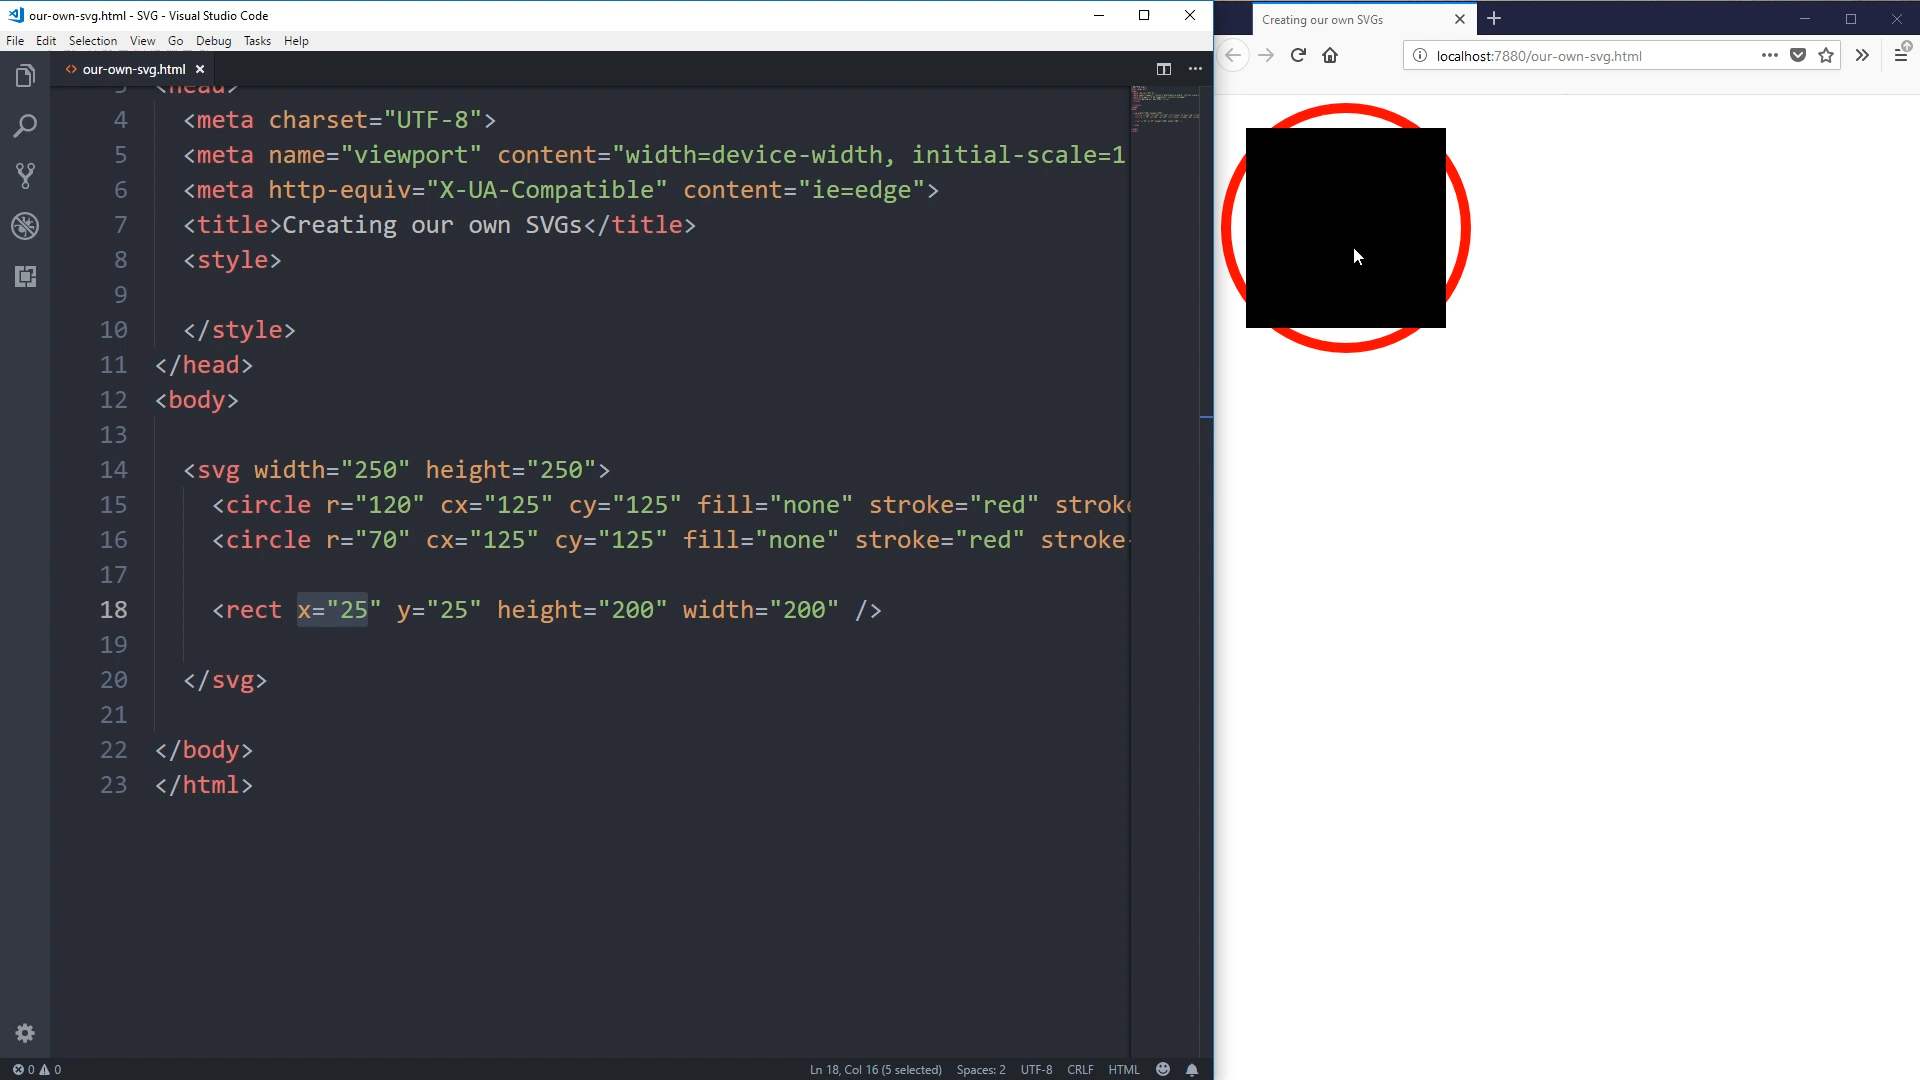 our-own-svg.html - SVG - Visual Studio Code
File Edit Selection View Go Debug Tasks Help
<> our-own-svg.html ×
3 <head>
4 <meta charset="UTF-8">
5 <meta name="viewport" content="width=device-width, initial-scale=1
6 <meta http-equiv="X-UA-Compatible" content="ie=edge">
7 <title>Creating our own SVGs</title>
8 <style>
9
10 </style>
11 </head>
12 <body>
13
14 <svg width="250" height="250">
15 <circle r="120" cx="125" cy="125" fill="none" stroke="red" stroke
16 <circle r="70" cx="125" cy="125" fill="none" stroke="red" stroke-
17
18 <rect x="25" y="25" height="200" width="200" />
19
20 </svg>
21
22 </body>
23 </html>
0 0 Ln 18, Col 16 (5 selected) Spaces: 2 UTF-8 CRLF HTML
Creating our own SVGs
localhost:7880/our-own-svg.html